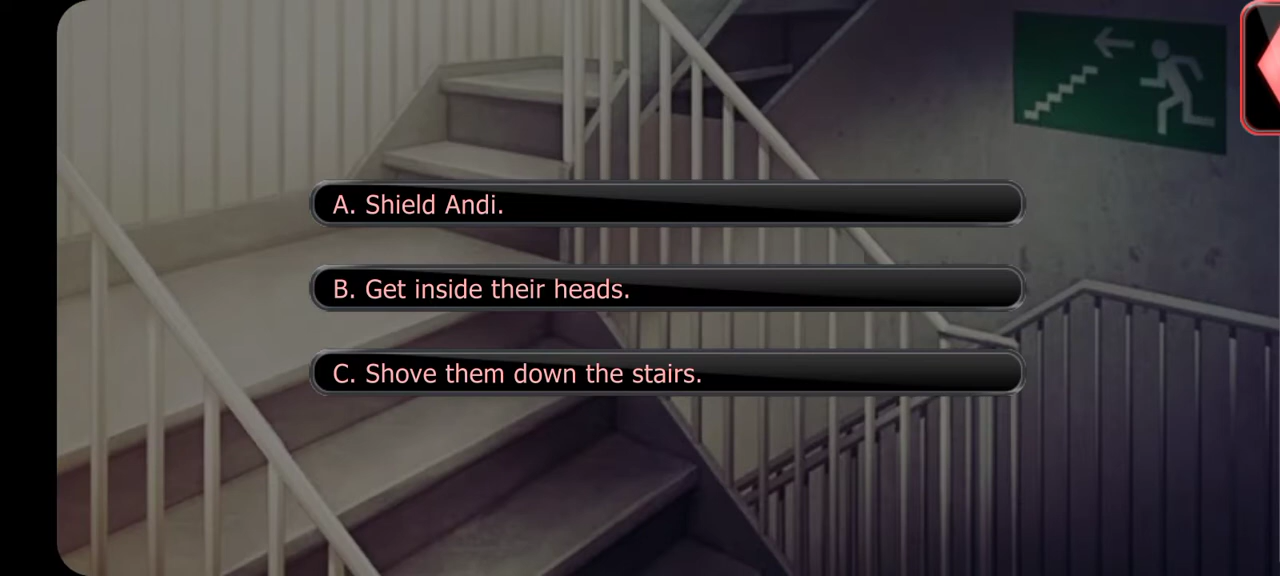 A. Shield Andi.
B. Get inside their heads.
C. Shove them down the stairs.